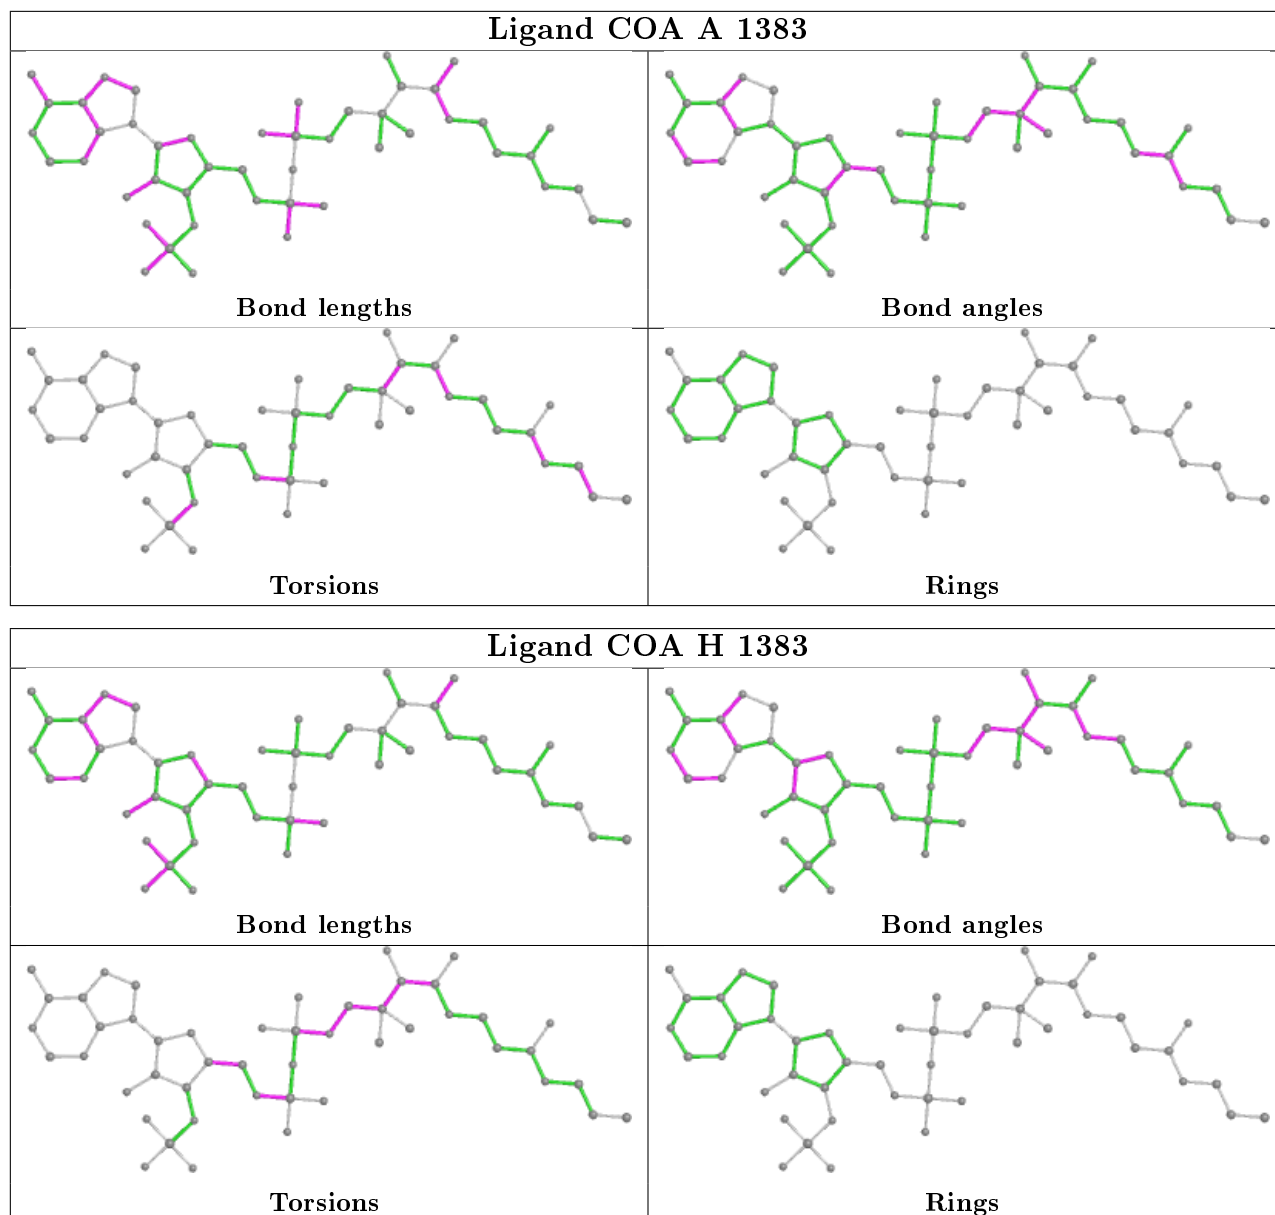 Ligand COA A 1383
Bond lengths
Bond angles
Torsions
Rings
Ligand COA H 1383
Bond lengths
Bond angles
Torsions
Rings